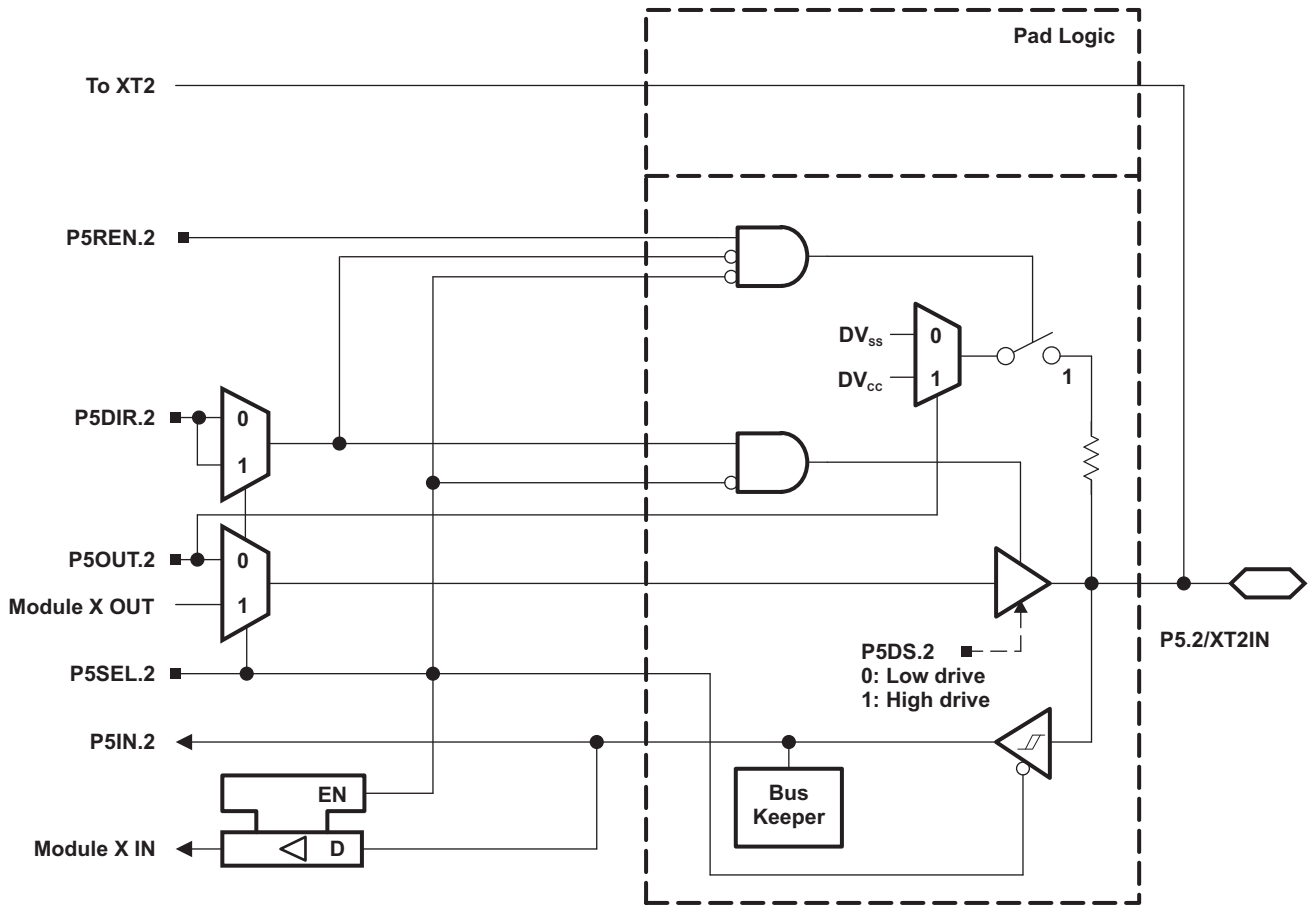 Pad Logic
To XT2
P5REN.2
DVSS
0
DVCC
1
1
P5DIR.2
0
1
P5OUT.2
0
Module X OUT
1
P5DS.2
0: Low drive
1: High drive
P5.2/XT2IN
P5SEL.2
P5IN.2
Bus
Keeper
EN
Module X IN
D